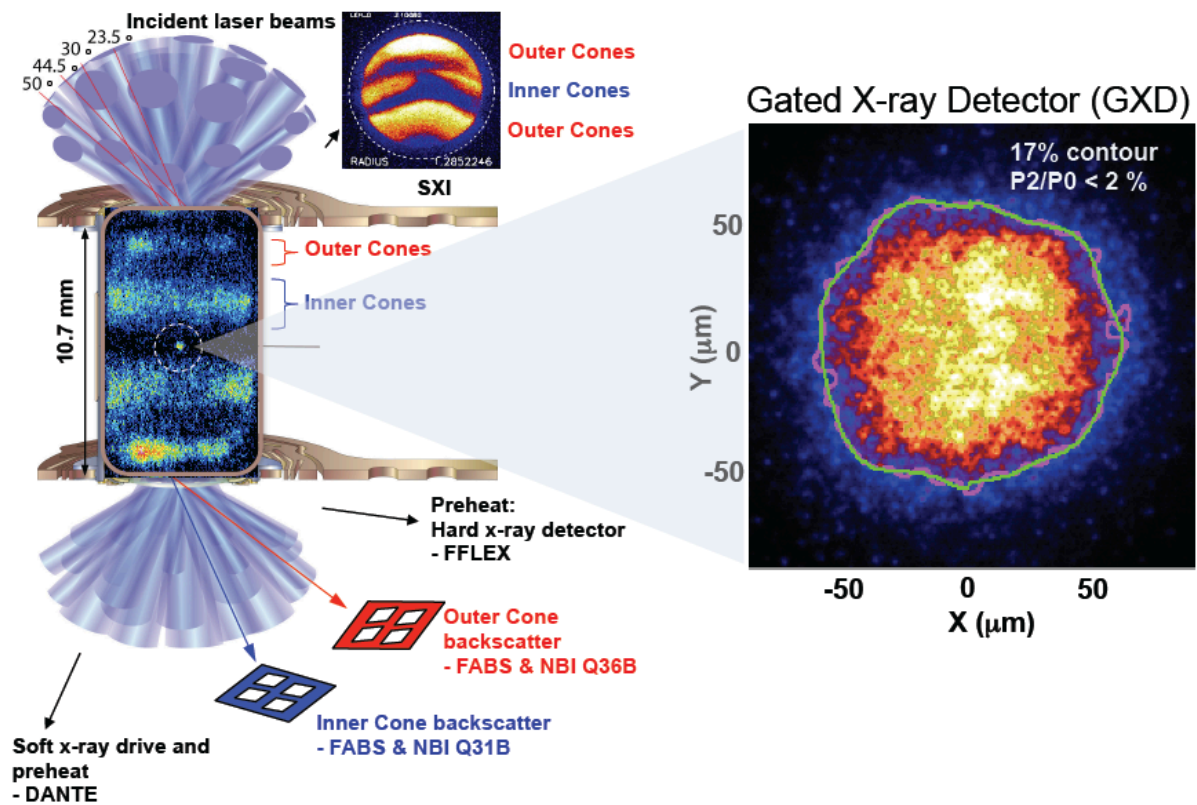 Incident laser beams
23.5 °
30 °
44.5 °
50 °
Outer Cones
Inner Cones
Outer Cones
RADIUS 1.2852246
SXI
Outer Cones
Inner Cones
10.7 mm
Preheat:
Hard x-ray detector
- FFLEX
Outer Cone
backscatter
- FABS & NBI Q36B
Inner Cone backscatter
- FABS & NBI Q31B
Soft x-ray drive and
preheat
- DANTE
Gated X-ray Detector (GXD)
17% contour
P2/P0 < 2 %
Y (μm)
50
0
-50
-50 0 50
X (μm)